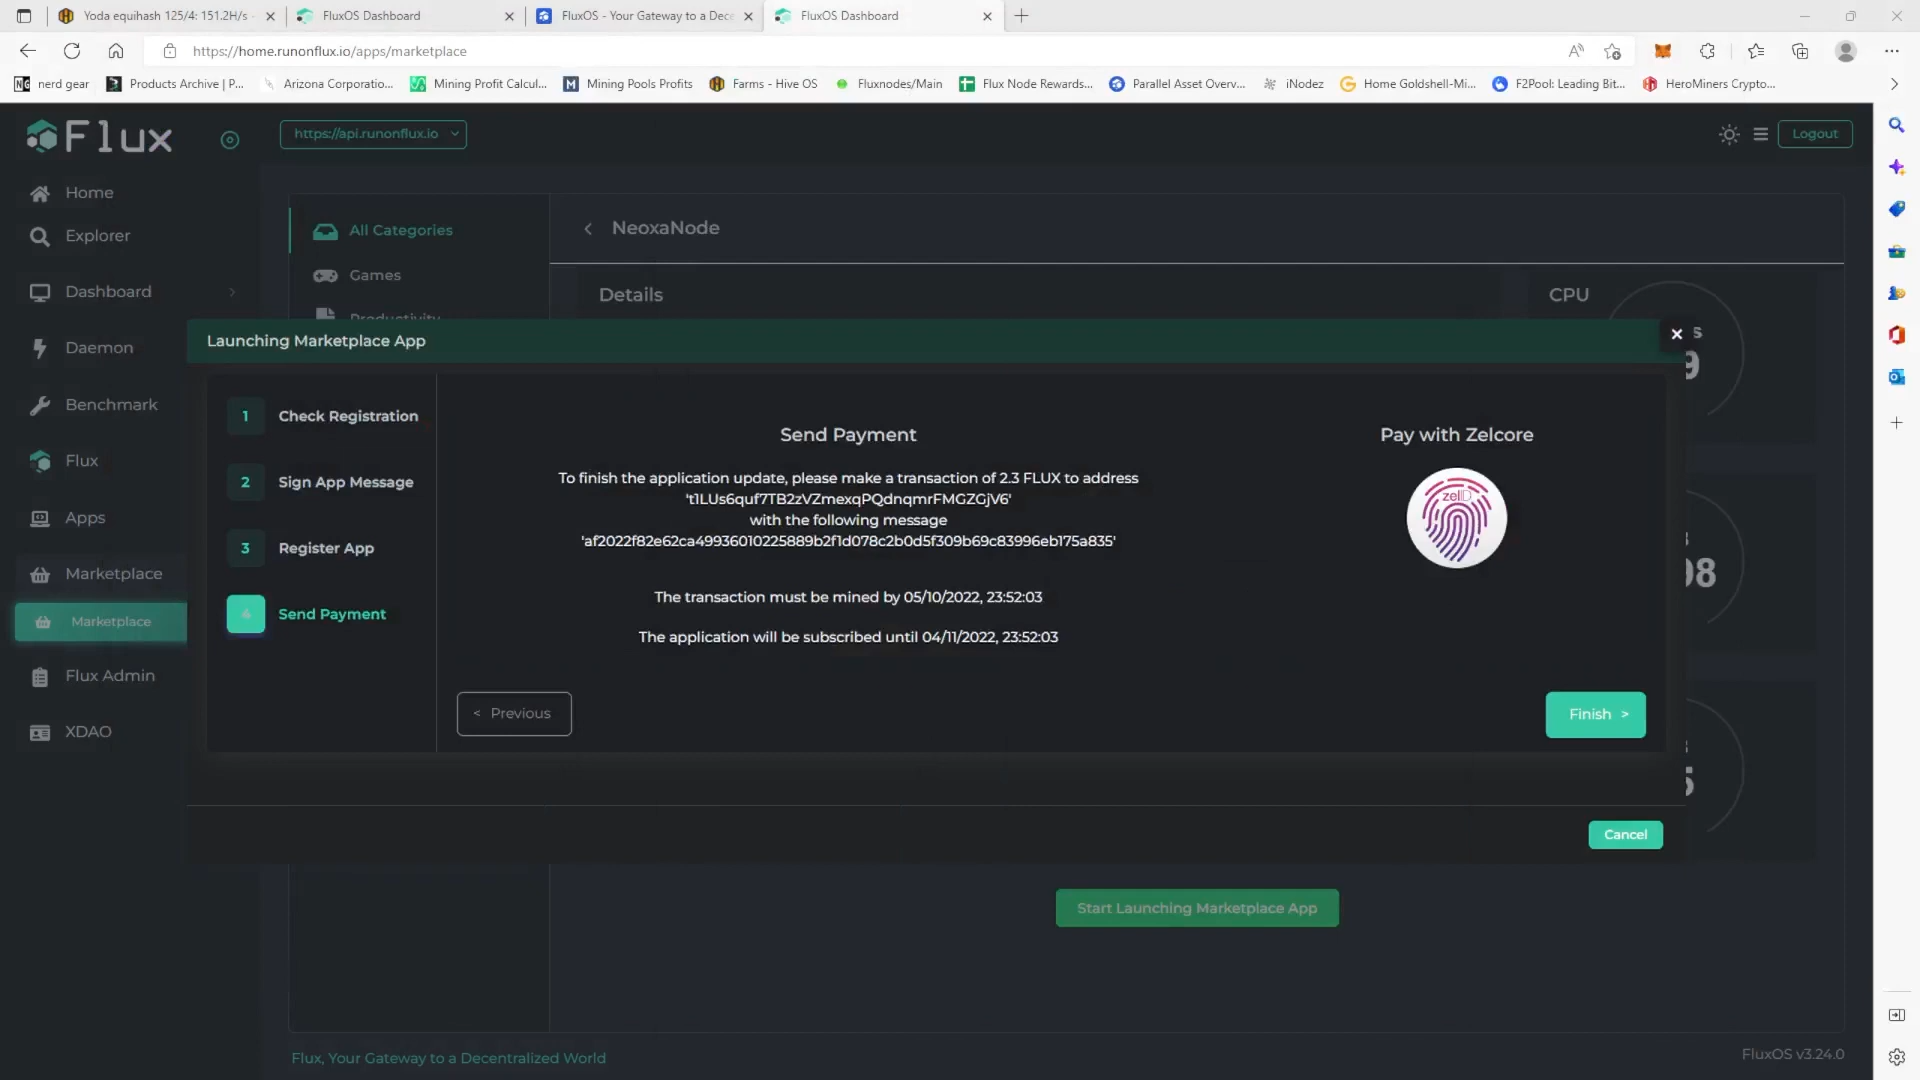 Yoda equihash 125/4: 151.2H/s
FluxOS Dashboard
FluxOS - Your Gateway to a Dec
FluxOS Dashboard
https://home.runonflux.io/apps/marketplace
nerd gear
Products Archive | P...
Arizona Corporatio...
Mining Profit Calcul...
Mining Pools Profits
Farms - Hive OS
Fluxnodes/Main
Flux Node Rewards...
Parallel Asset Overv...
iNodez
Home Goldshell-Mi...
F2Pool: Leading Bit...
HeroMiners Crypto...
Flux
https://api.runonflux.io
Logout
Home
Explorer
Dashboard
Daemon
Benchmark
Flux
Apps
Marketplace
Marketplace
Flux Admin
XDAO
All Categories
Games
Productivity
< NeoxaNode
Details
CPU
Launching Marketplace App
1 Check Registration
2 Sign App Message
3 Register App
4 Send Payment
Send Payment
To finish the application update, please make a transaction of 2.3 FLUX to address
't1LUs6quf7TB2zVZmexqPQdnqmrFMGZGjV6'
with the following message
'af2022f82e62ca49936010225889b2f1d078c2b0d5f309b69c83996eb175a835'
The transaction must be mined by 05/10/2022, 23:52:03
The application will be subscribed until 04/11/2022, 23:52:03
Pay with Zelcore
zelID
< Previous
Finish >
Cancel
Start Launching Marketplace App
Flux, Your Gateway to a Decentralized World
FluxOS v3.24.0